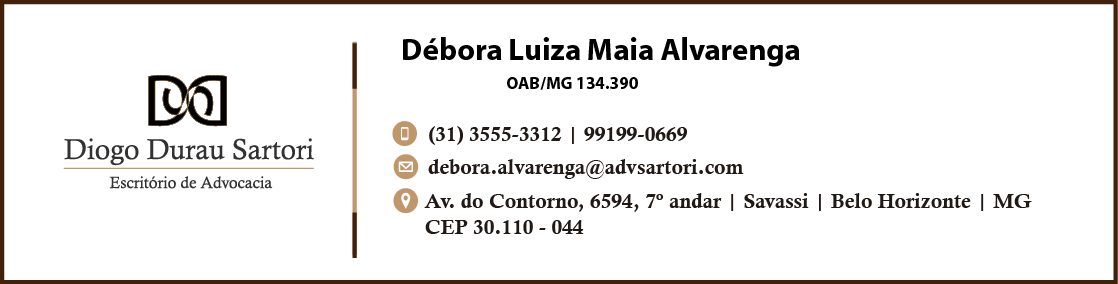 Diogo Durau Sartori
Escritório de Advocacia
Débora Luiza Maia Alvarenga
OAB/MG 134.390
(31) 3555-3312 | 99199-0669
debora.alvarenga@advsartori.com
Av. do Contorno, 6594, 7º andar | Savassi | Belo Horizonte | MG
CEP 30.110 - 044